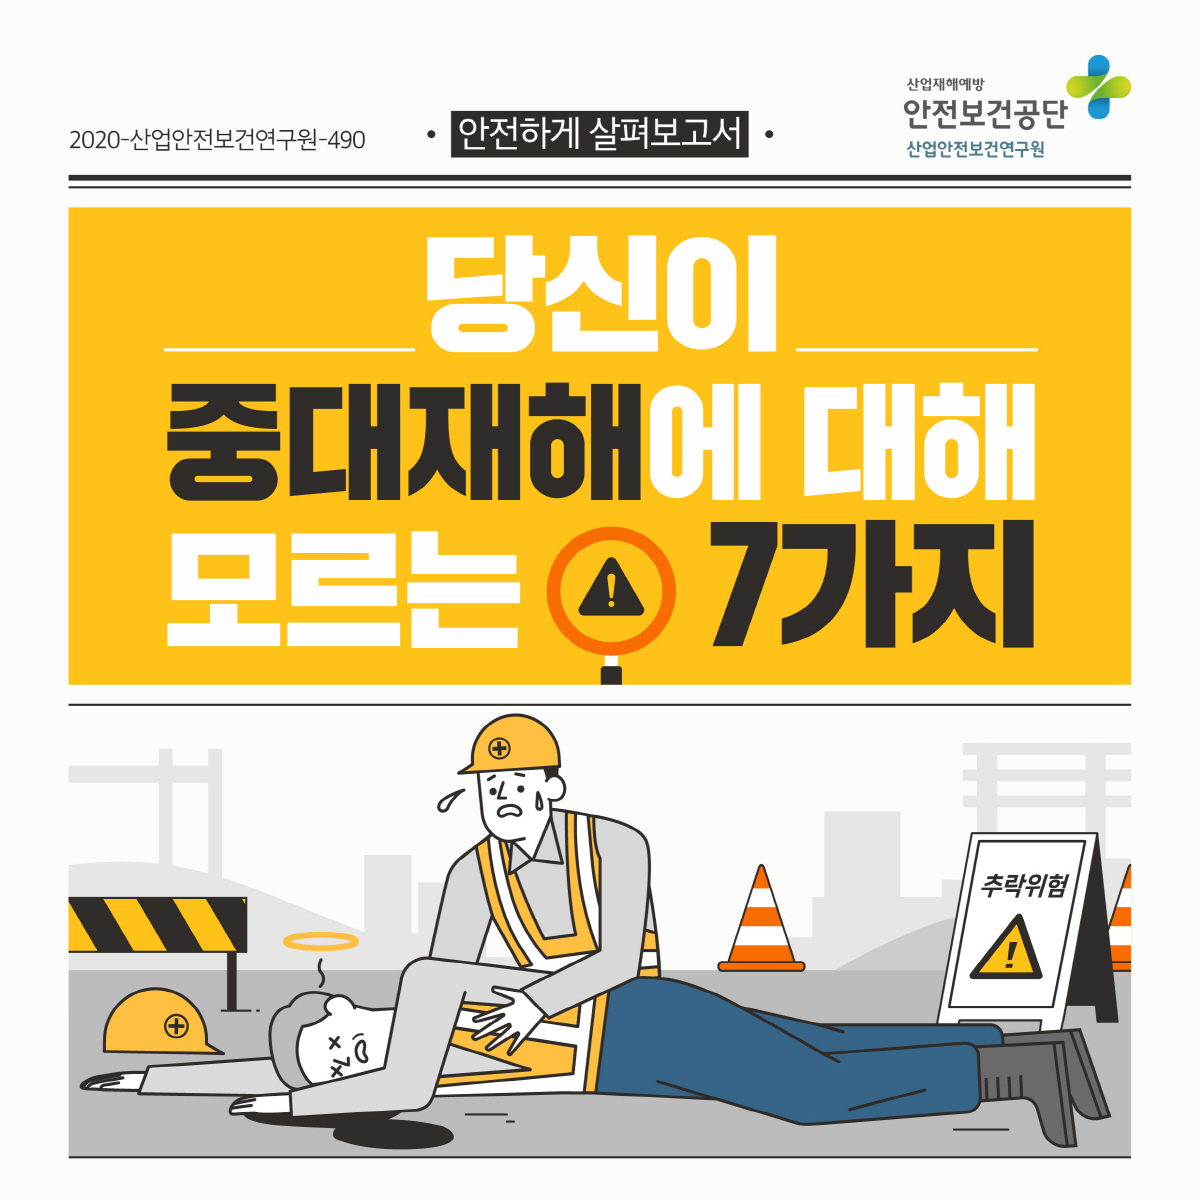 2020-산업안전보건연구원-490
• 안전하게 살펴보고서 •
산업재해예방
안전보건공단
산업안전보건연구원
당신이
중대재해에 대해
모르는 7가지
추락위험